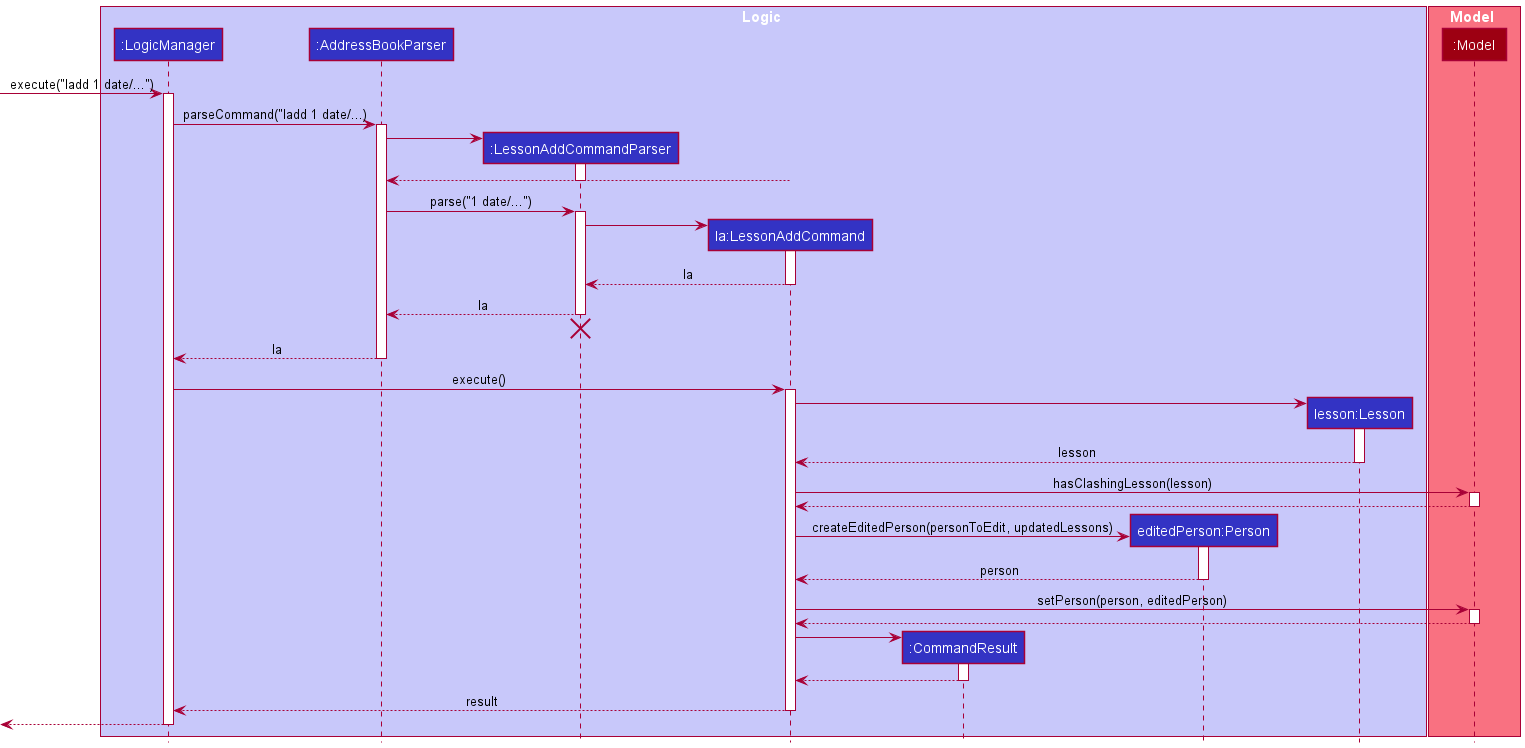 Logic
Model
:LogicManager
:AddressBookParser
:Model
execute("ladd 1 date/...")
parseCommand("ladd 1 date/...)
:LessonAddCommandParser
parse("1 date/...")
la:LessonAddCommand
la
la
la
execute()
lesson:Lesson
lesson
hasClashingLesson(lesson)
createEditedPerson(personToEdit, updatedLessons)
editedPerson:Person
person
setPerson(person, editedPerson)
:CommandResult
result